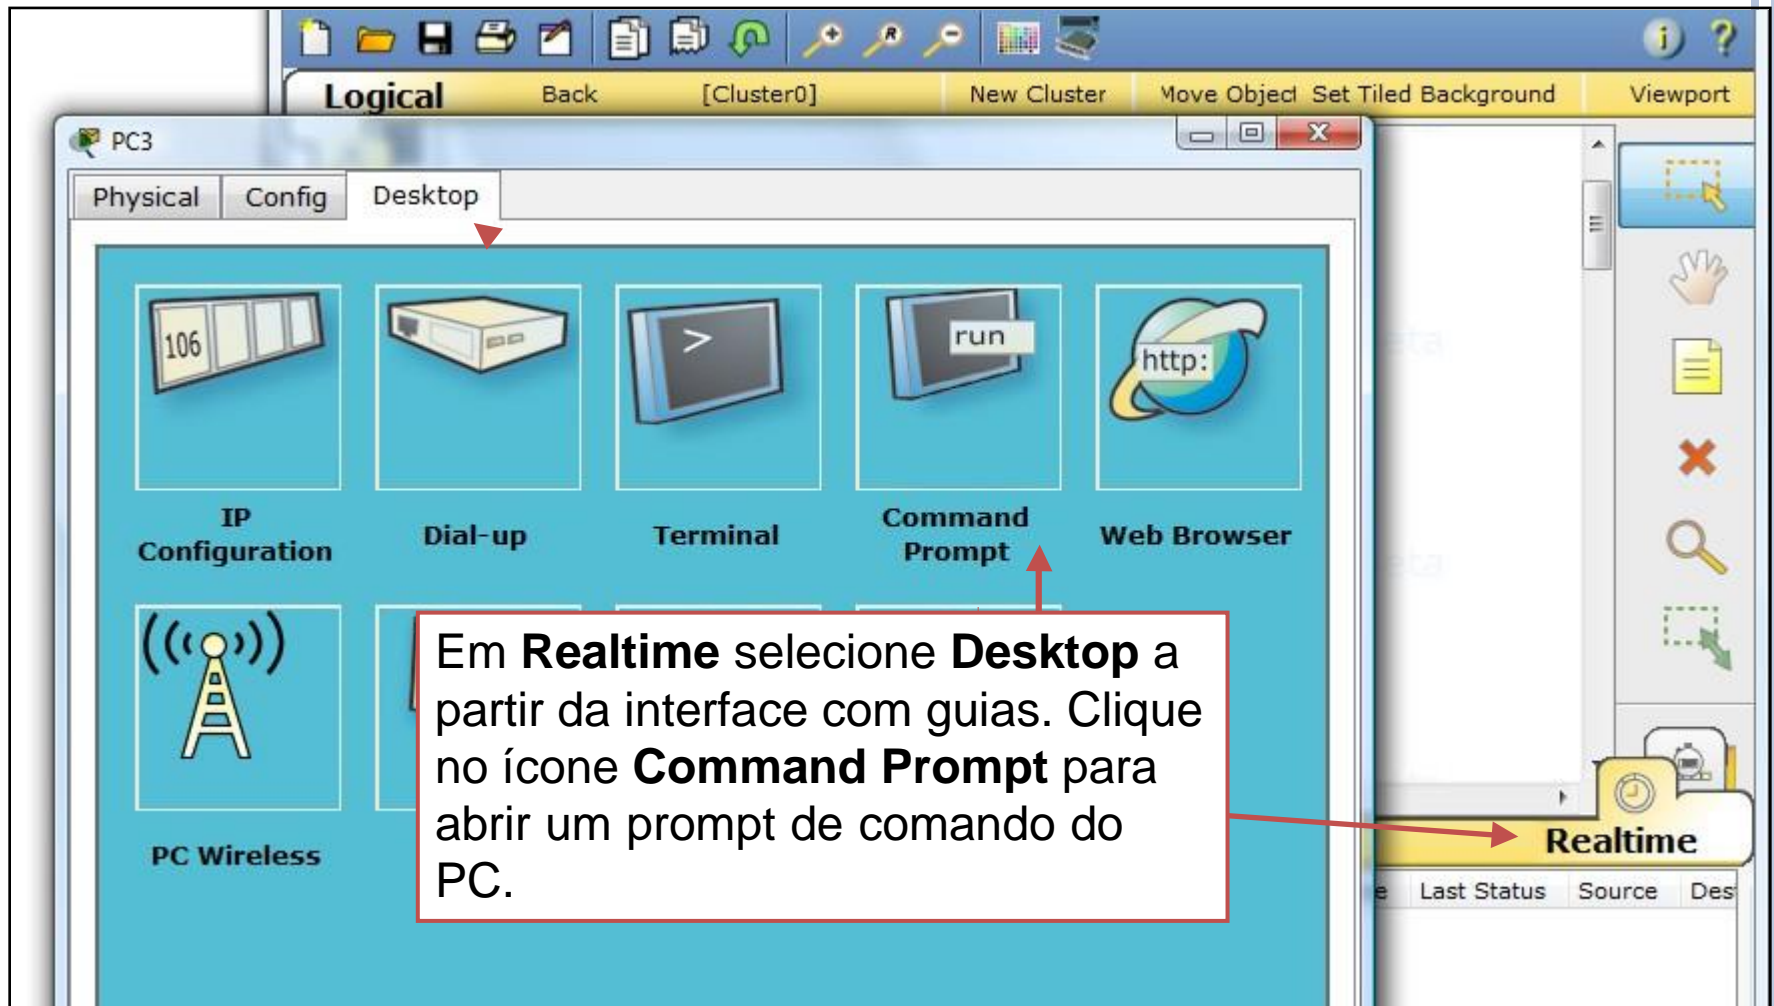 Logical Back [Cluster0] New Cluster Move Object Set Tiled Background Viewport
PC3
Physical Config Desktop
106
>
run
http:
IP
Configuration
Dial-up
Terminal
Command
Prompt
Web Browser
PC Wireless
Em Realtime selecione Desktop a
partir da interface com guias. Clique
no ícone Command Prompt para
abrir um prompt de comando do
PC.
Realtime
Last Status Source Des